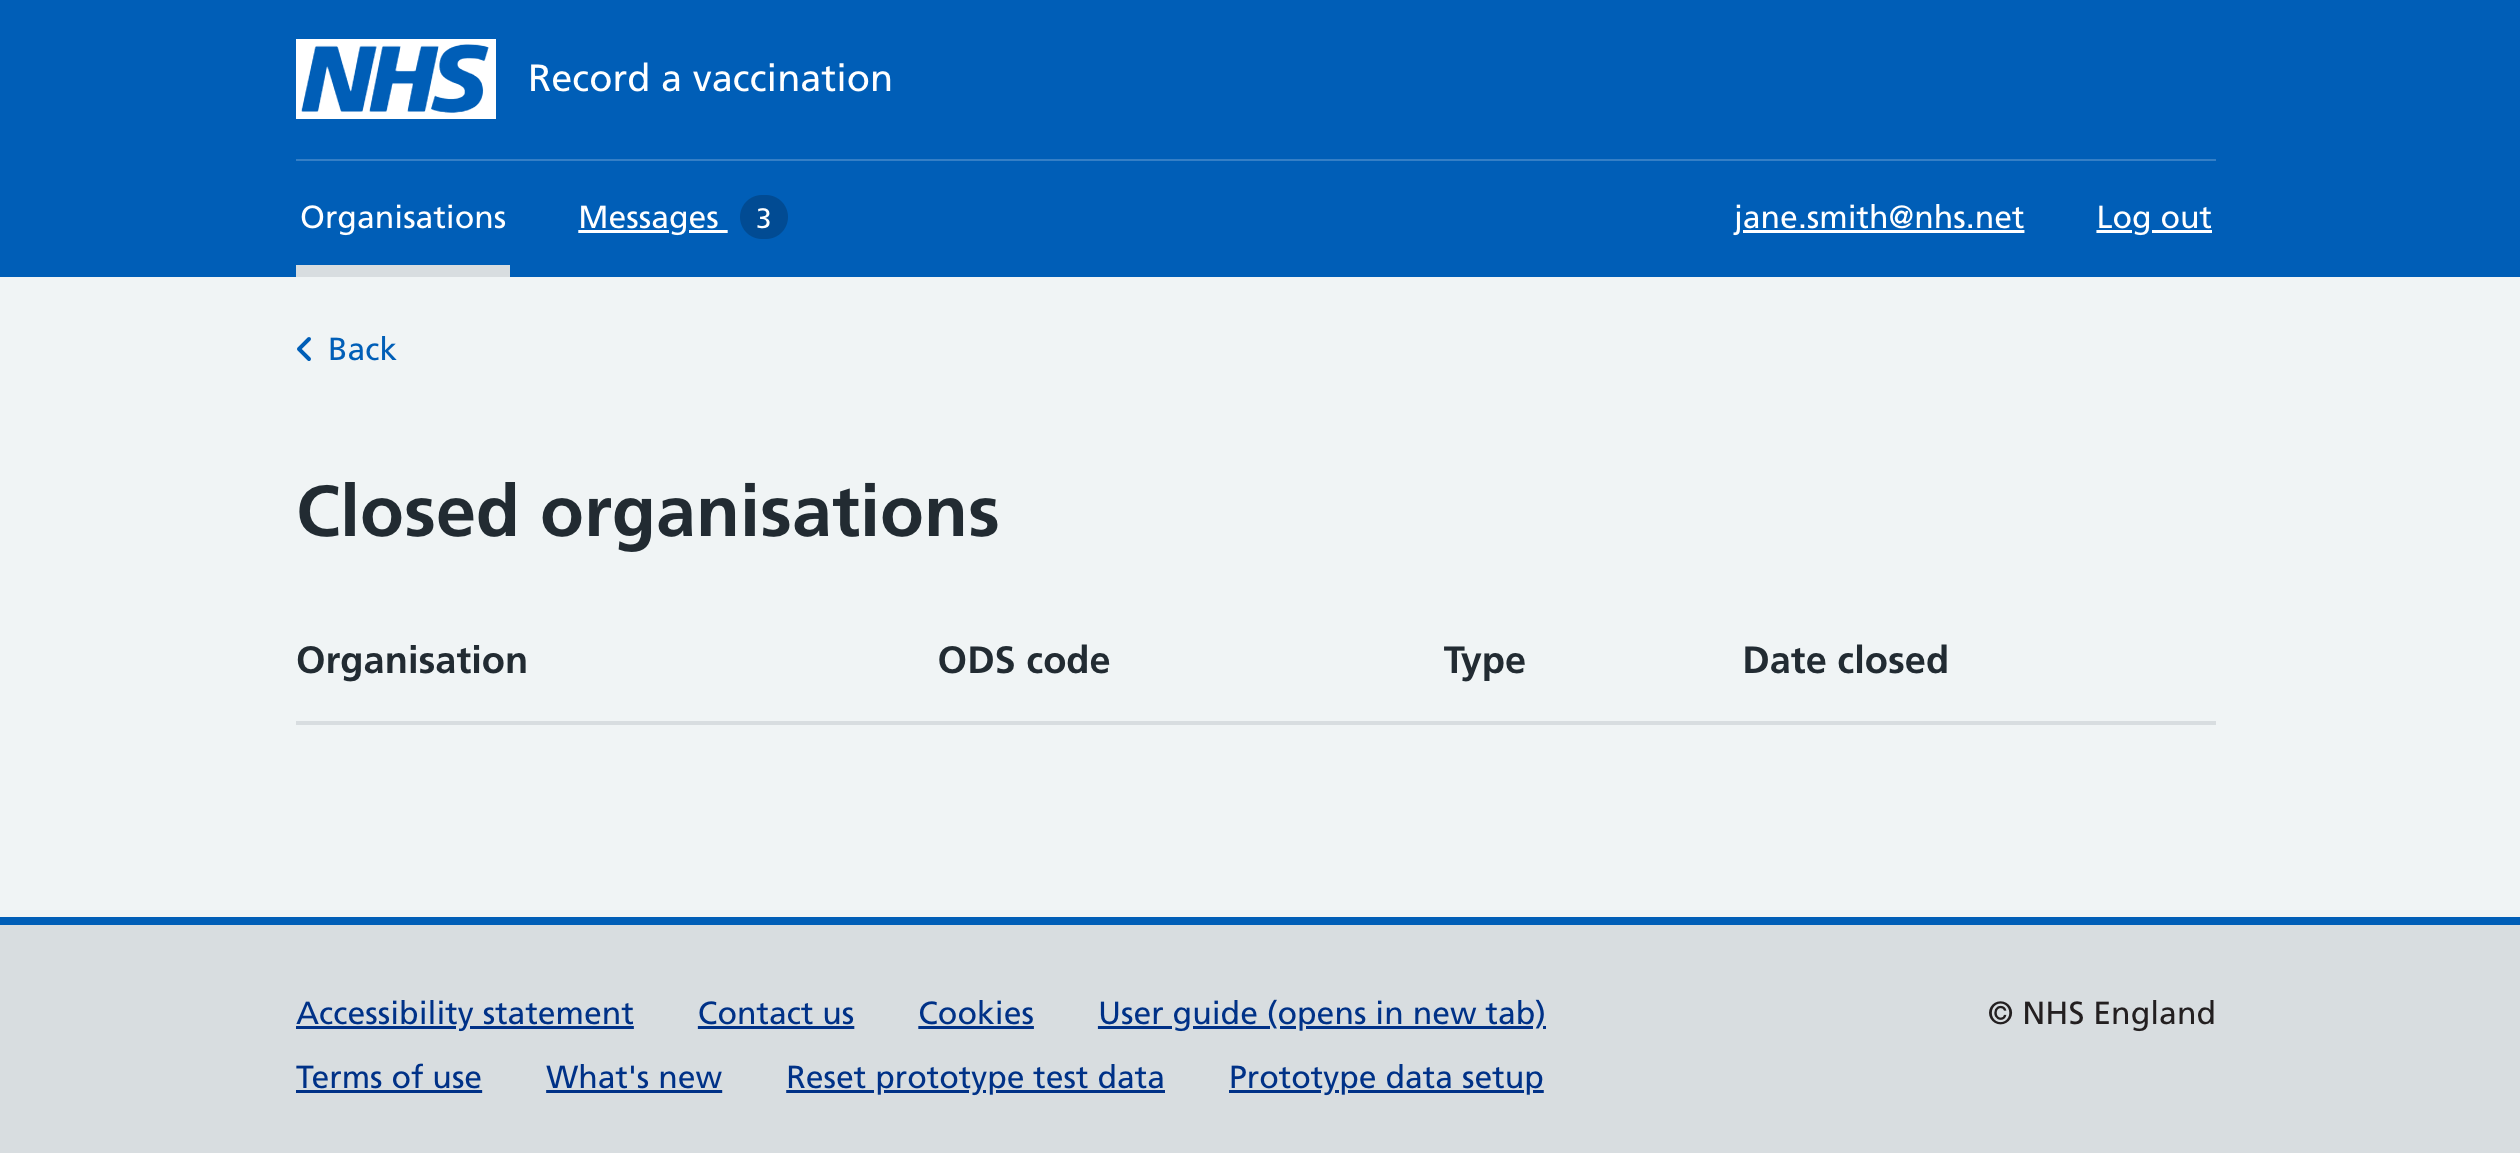 NHS Record a vaccination
Organisations Messages 3 jane.smith@nhs.net Log out
Back
Closed organisations
Organisation ODS code Type Date closed
Accessibility statement Contact us Cookies User guide (opens in new tab) © NHS England
Terms of use What's new Reset prototype test data Prototype data setup